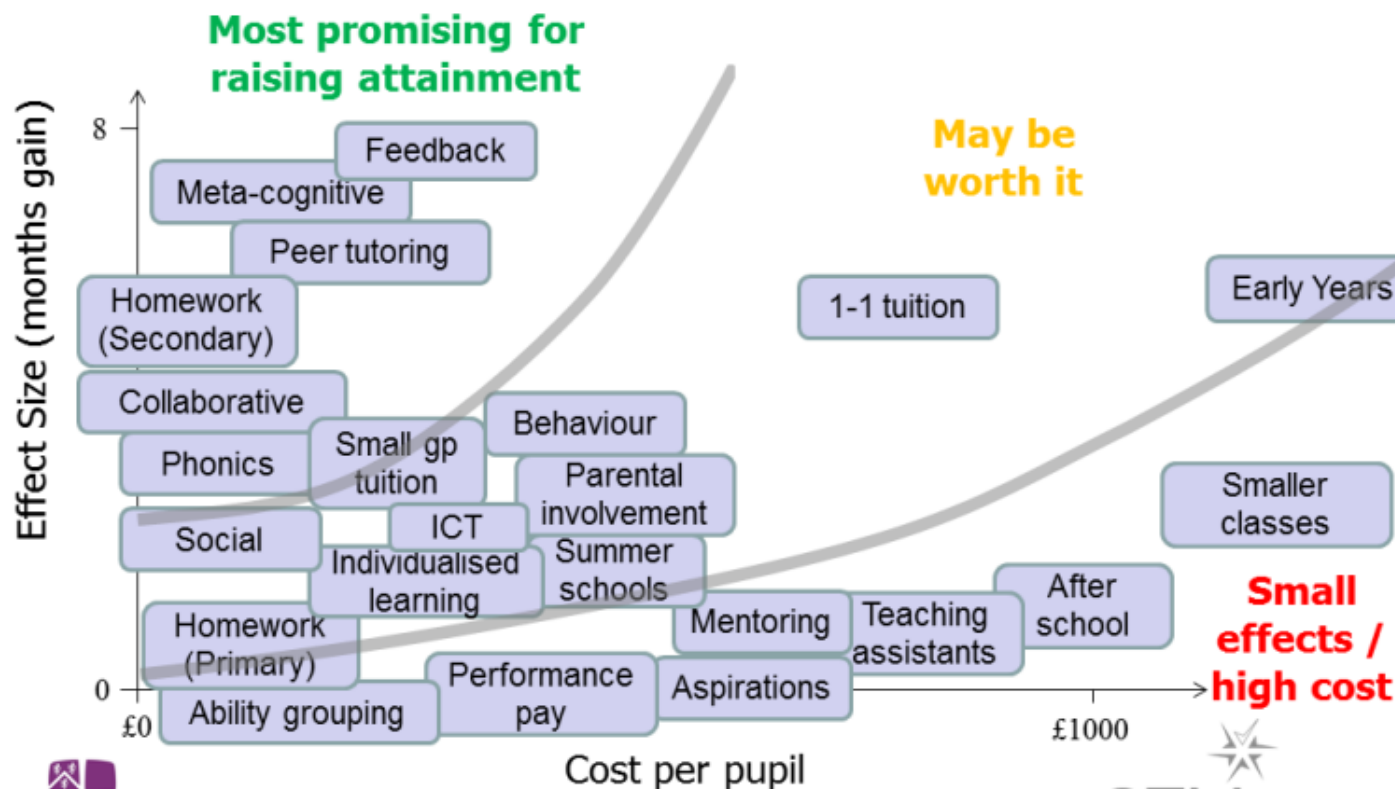 Most promising for
raising attainment
May be
worth it
Effect Size (months gain)
8
Feedback
Meta-cognitive
Peer tutoring
Homework
(Secondary)
1-1 tuition
Early Years
Collaborative
Behaviour
Phonics
Small gp
tuition
Parental
involvement
Smaller
classes
Social
ICT
Individualised
learning
Summer
schools
After
school
Homework
(Primary)
Mentoring
Teaching
assistants
Small
effects /
high cost
Performance
pay
Aspirations
Ability grouping
0
£0
£1000
Cost per pupil